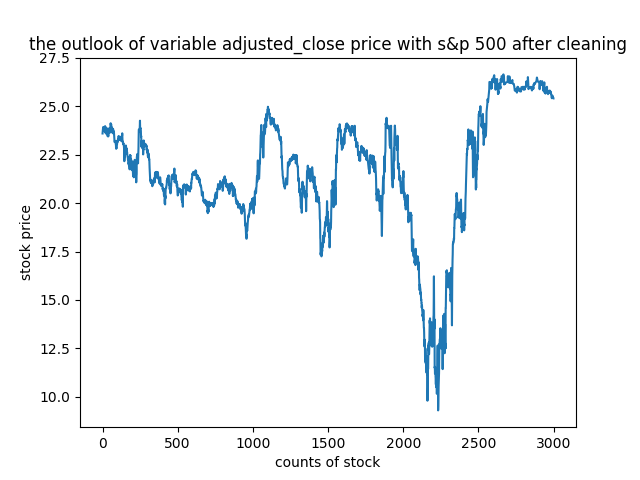 the outlook of variable adjusted_close price with s&p 500 after cleaning
27.5
25.0
22.5
20.0
17.5
15.0
12.5
10.0
stock price
0 500 1000 1500 2000 2500 3000
counts of stock